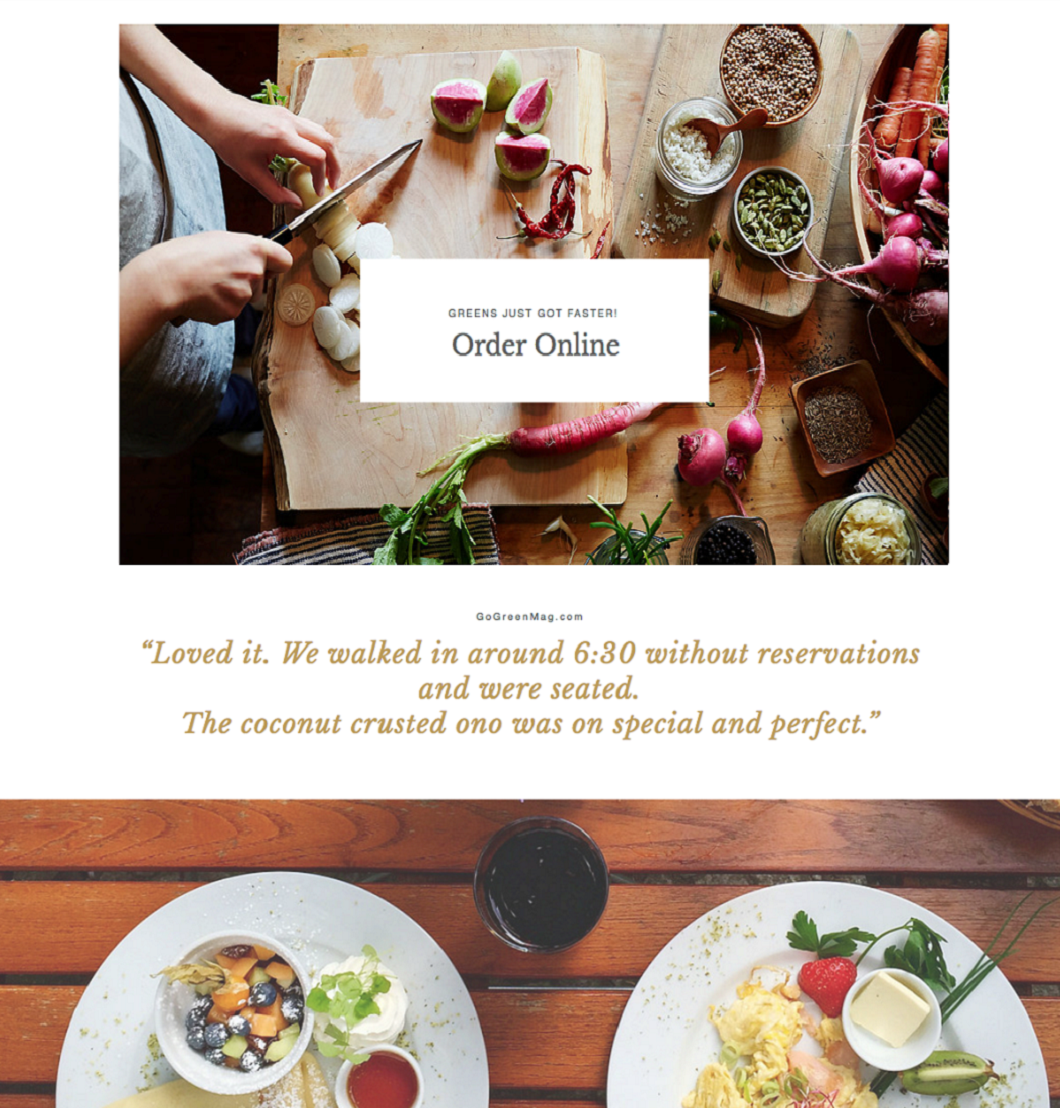 GREENS JUST GOT FASTER!
Order Online
GoGreenMag.com
“Loved it. We walked in around 6:30 without reservations
and were seated.
The coconut crusted ono was on special and perfect.”